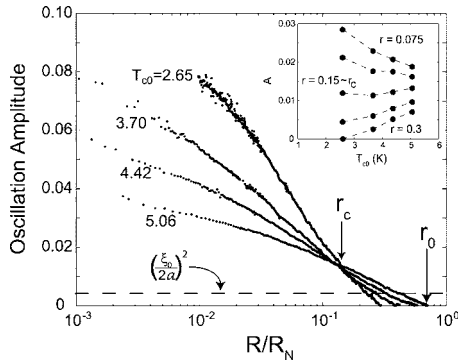 0.08
0.06
0.04
0.02
0
Oscillation Amplitude
T_c0=2.65
3.70
4.42
5.06
(ξ_0/2a)^2
r_c
r_0
10^-3
10^-2
10^-1
10^0
R/R_N
0.03
0.02
0.01
0
A
r = 0.075
r = 0.15~r_c
r = 0.3
1 2 3 4 5 6
T_c0 (K)